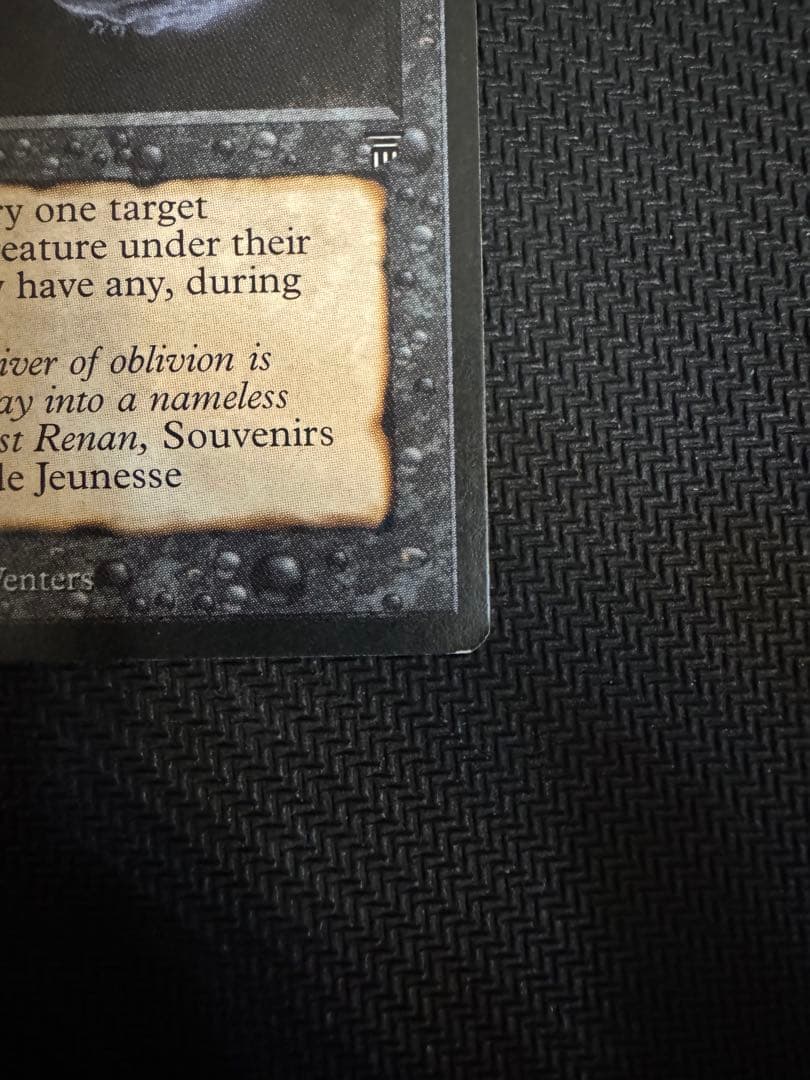 y one target
eature under their
have any, during
iver of oblivion is
ay into a nameless
st Renan, Souvenirs
le Jeunesse
enters